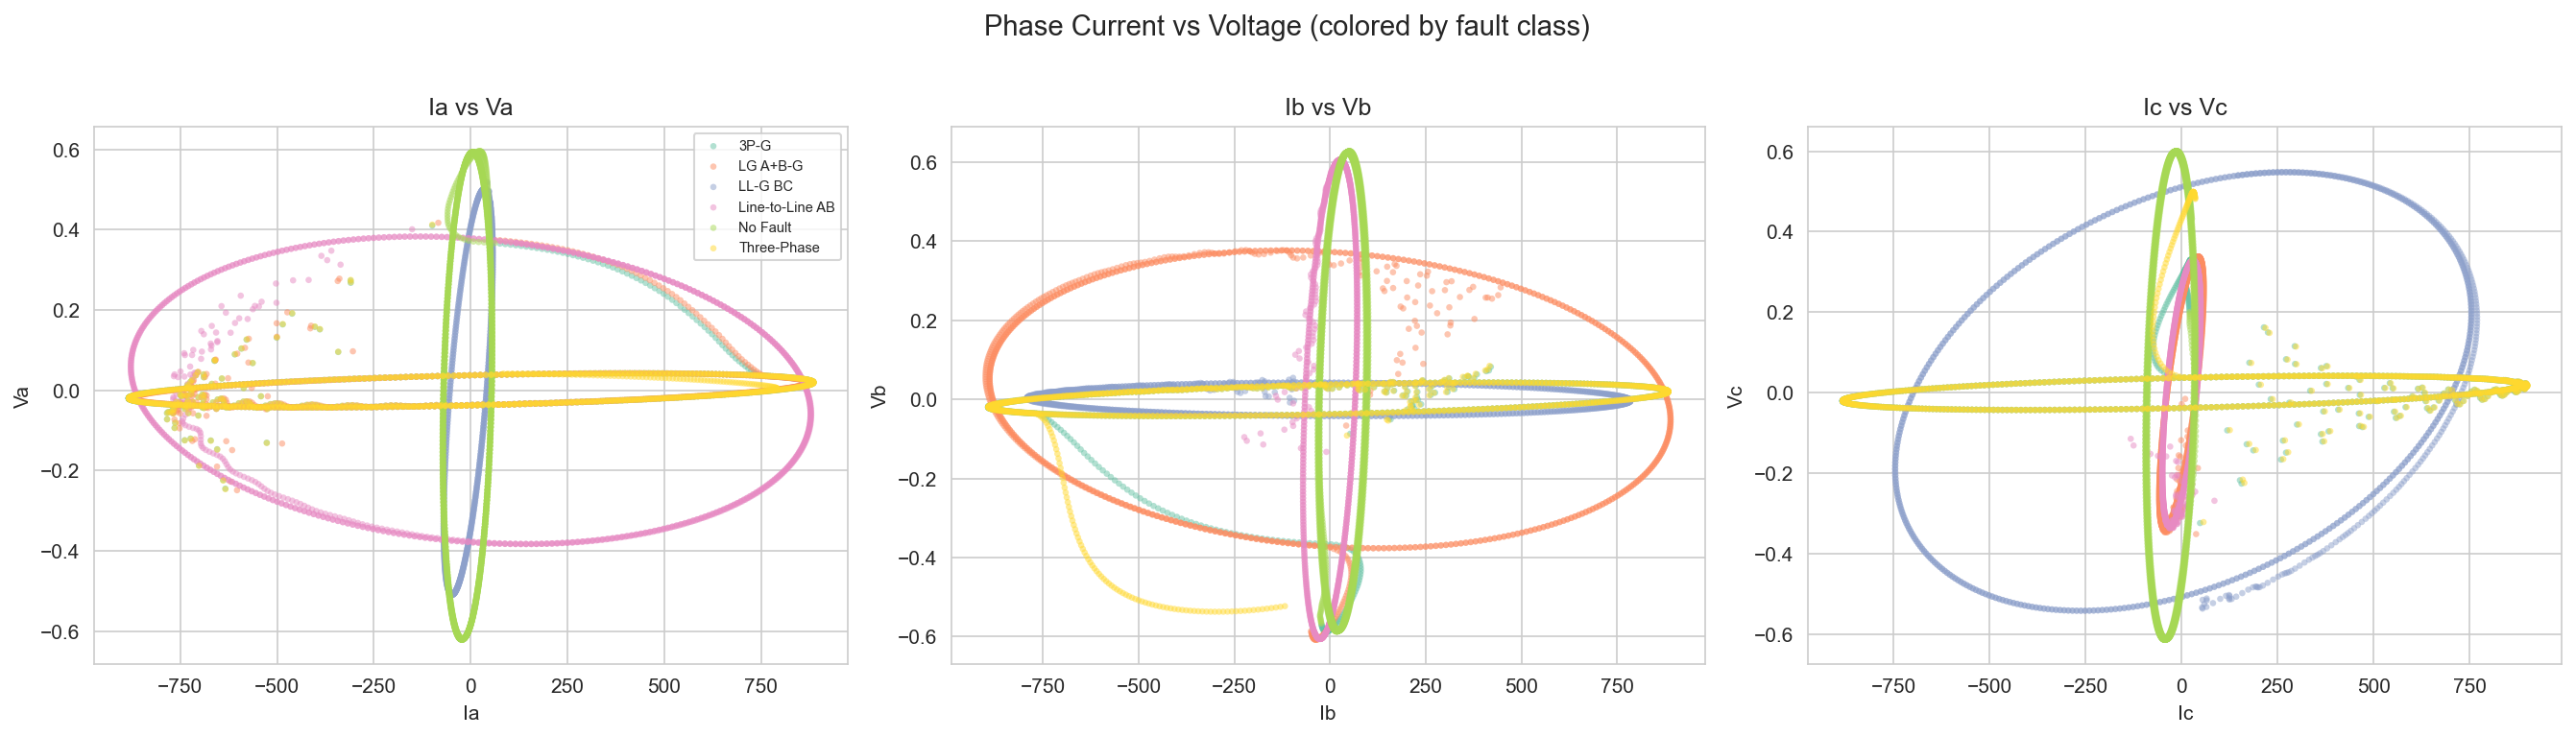 Phase Current vs Voltage (colored by fault class)
Ia vs Va
Ib vs Vb
Ic vs Vc
3P-G
LG A+B-G
LL-G BC
Line-to-Line AB
No Fault
Three-Phase
Va
0.6
0.4
0.2
0.0
−0.2
−0.4
−0.6
−750
−500
−250
0
250
500
750
Ia
Vb
0.6
0.4
0.2
0.0
−0.2
−0.4
−0.6
−750
−500
−250
0
250
500
750
Ib
Vc
0.6
0.4
0.2
0.0
−0.2
−0.4
−0.6
−750
−500
−250
0
250
500
750
Ic